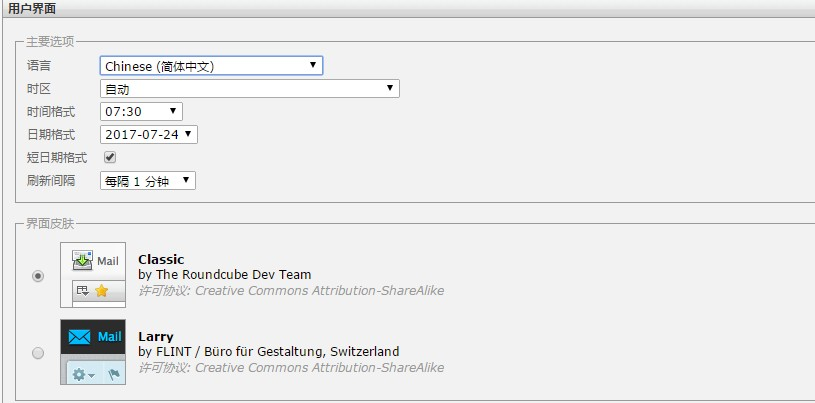 用户界面
主要选项
语言 Chinese (简体中文)
时区 自动
时间格式 07:30
日期格式 2017-07-24
短日期格式
刷新间隔 每隔 1 分钟
界面皮肤
Mail
Classic
by The Roundcube Dev Team
许可协议: Creative Commons Attribution-ShareAlike
Mail
Larry
by FLINT / Büro für Gestaltung, Switzerland
许可协议: Creative Commons Attribution-ShareAlike